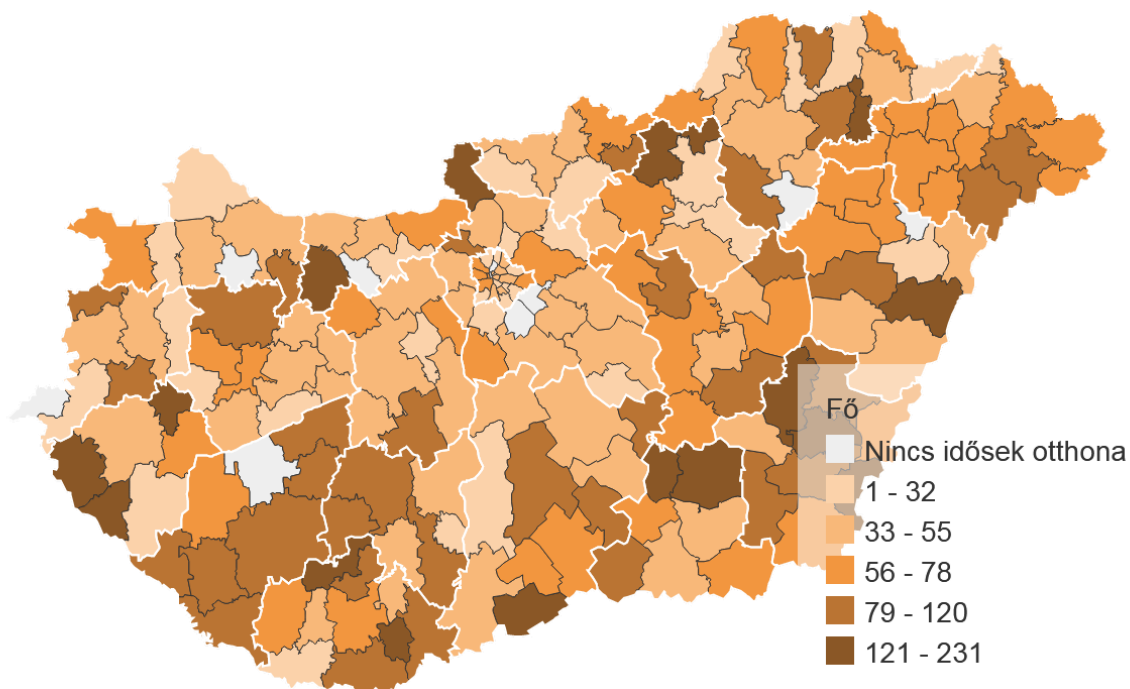 Fő
Nincs idősek otthona
1 - 32
33 - 55
56 - 78
79 - 120
121 - 231